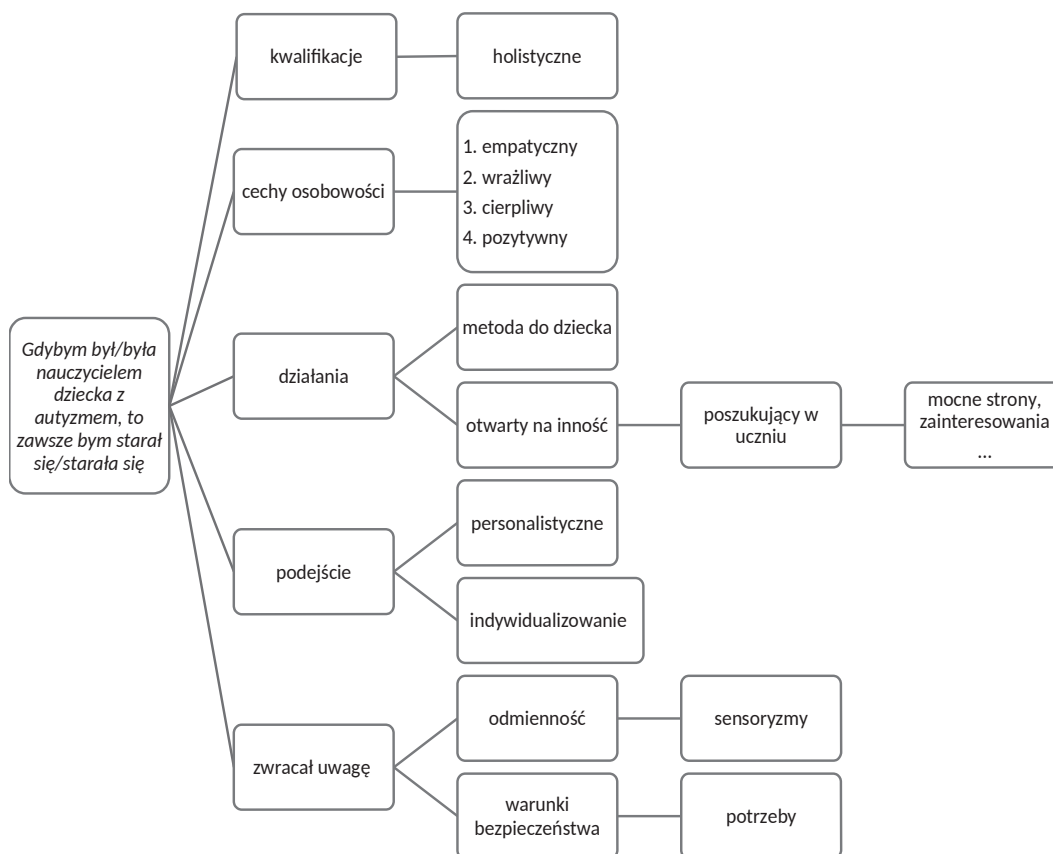 kwalifikacje
holistyczne
cechy osobowości
1. empatyczny
2. wrażliwy
3. cierpliwy
4. pozytywny
Gdybym był/była
nauczycielem
dziecka z
autyzmem, to
zawsze bym starał
się/starała się
działania
metoda do dziecka
otwarty na inność
poszukujący w
uczniu
mocne strony,
zainteresowania
...
podejście
personalistyczne
indywidualizowanie
zwracał uwagę
odmienność
sensoryzmy
warunki
bezpieczeństwa
potrzeby